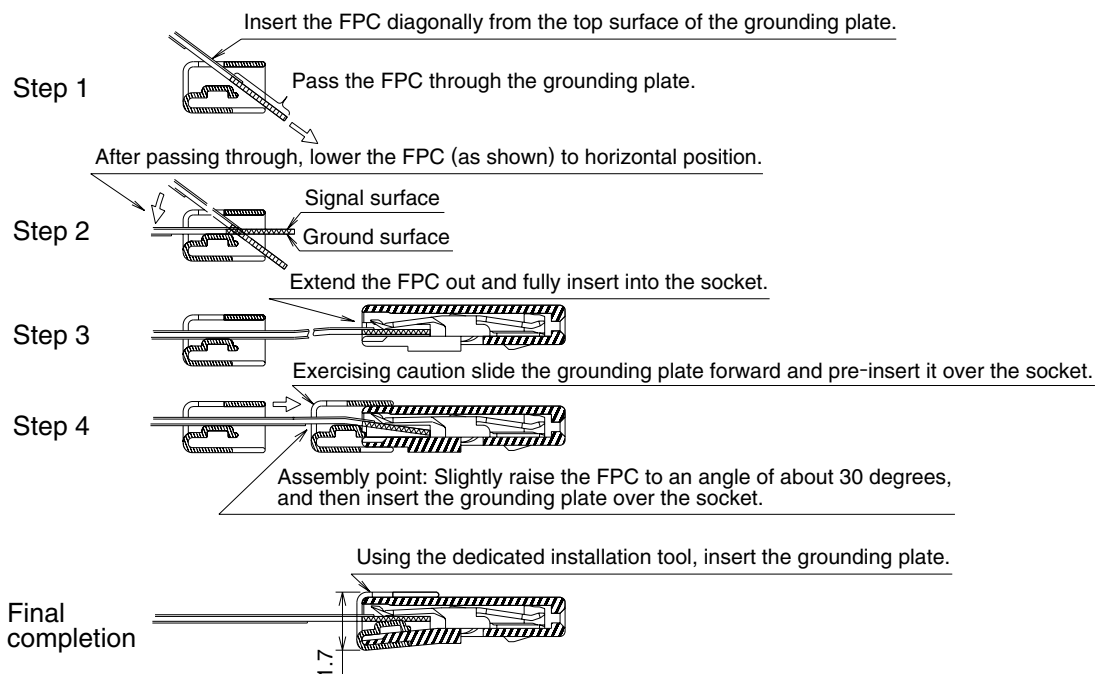 Insert the FPC diagonally from the top surface of the grounding plate.
Step 1
Pass the FPC through the grounding plate.
After passing through, lower the FPC (as shown) to horizontal position.
Signal surface
Step 2
Ground surface
Extend the FPC out and fully insert into the socket.
Step 3
Exercising caution slide the grounding plate forward and pre-insert it over the socket.
Step 4
Assembly point: Slightly raise the FPC to an angle of about 30 degrees,
and then insert the grounding plate over the socket.
Using the dedicated installation tool, insert the grounding plate.
Final
completion
1.7